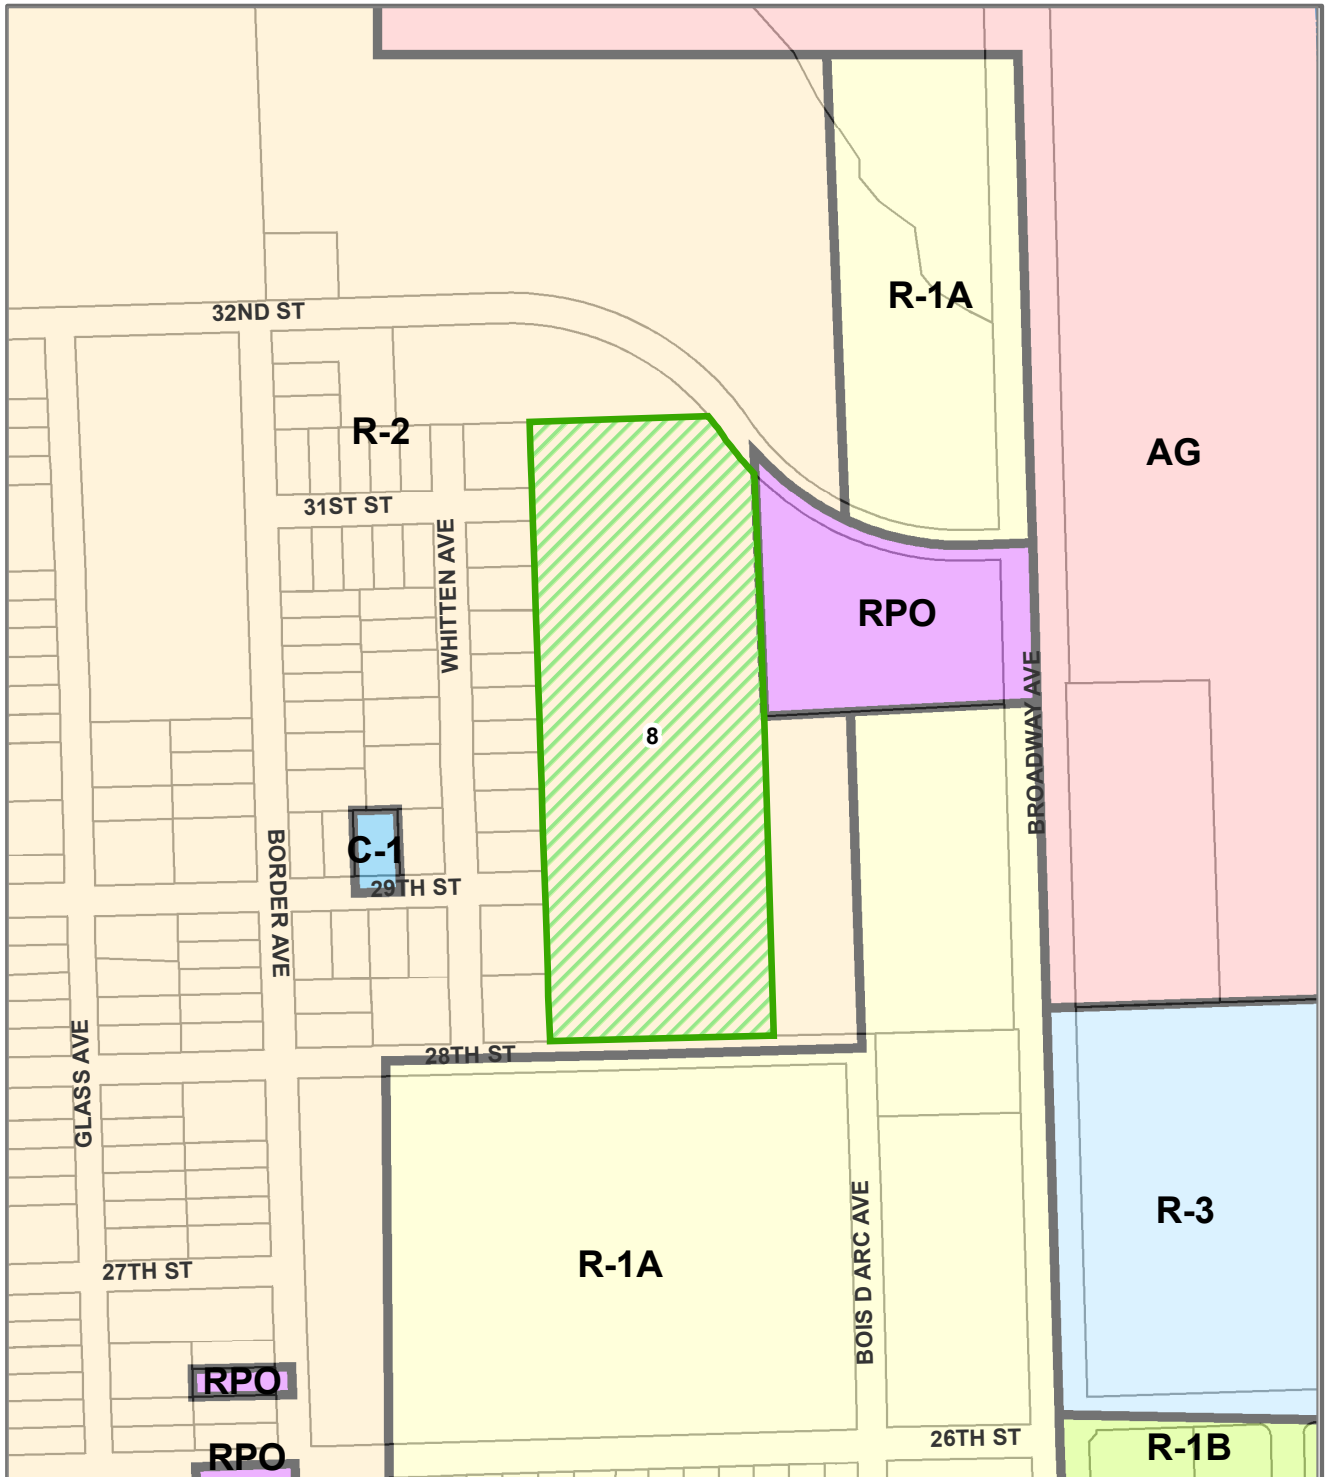 R-1A
32ND ST
R-2
AG
31ST ST
WHITTEN AVE
RPO
BROADWAY AVE
8
C-1
29TH ST
BORDER AVE
28TH ST
GLASS AVE
R-3
R-1A
BOIS D ARC AVE
27TH ST
RPO
26TH ST
R-1B
RPO